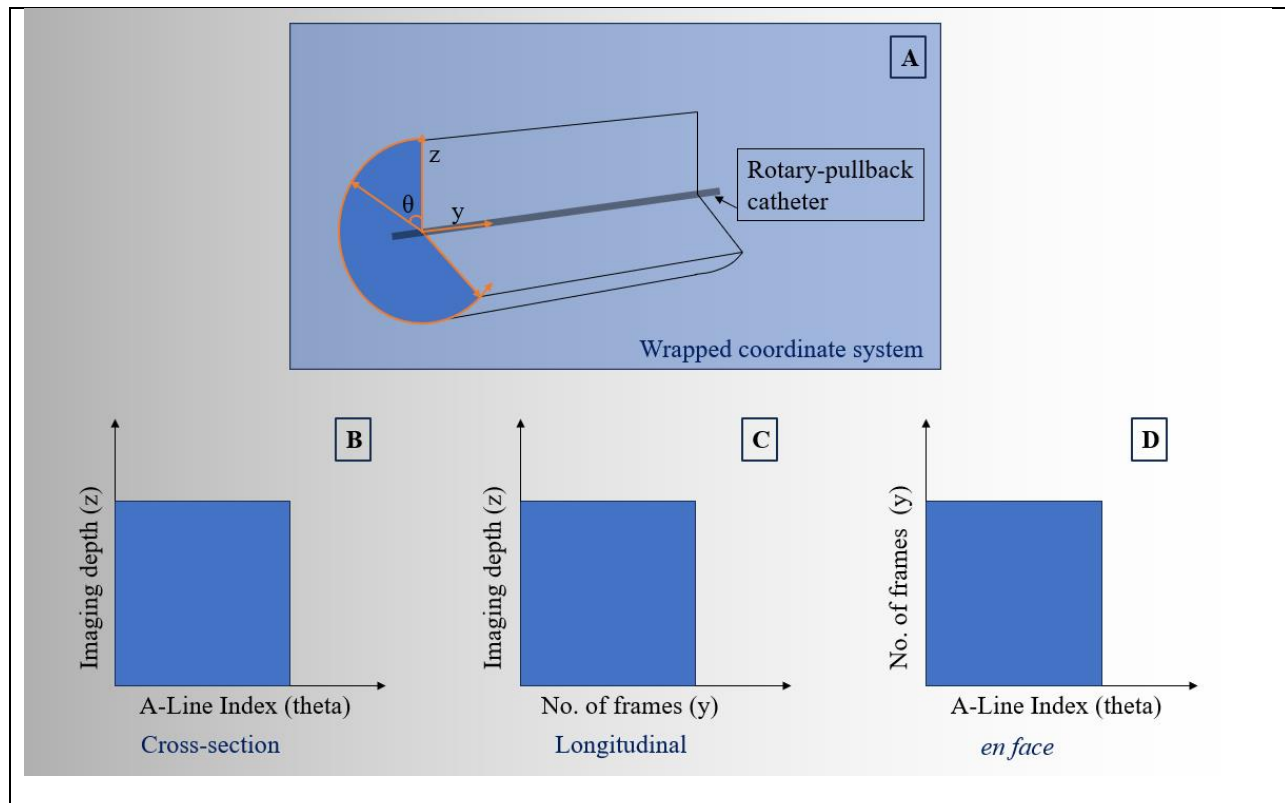 A
z
θ
y
Rotary-pullback
catheter
Wrapped coordinate system
B
Imaging depth (z)
A-Line Index (theta)
Cross-section
C
Imaging depth (z)
No. of frames (y)
Longitudinal
D
No. of frames (y)
A-Line Index (theta)
en face